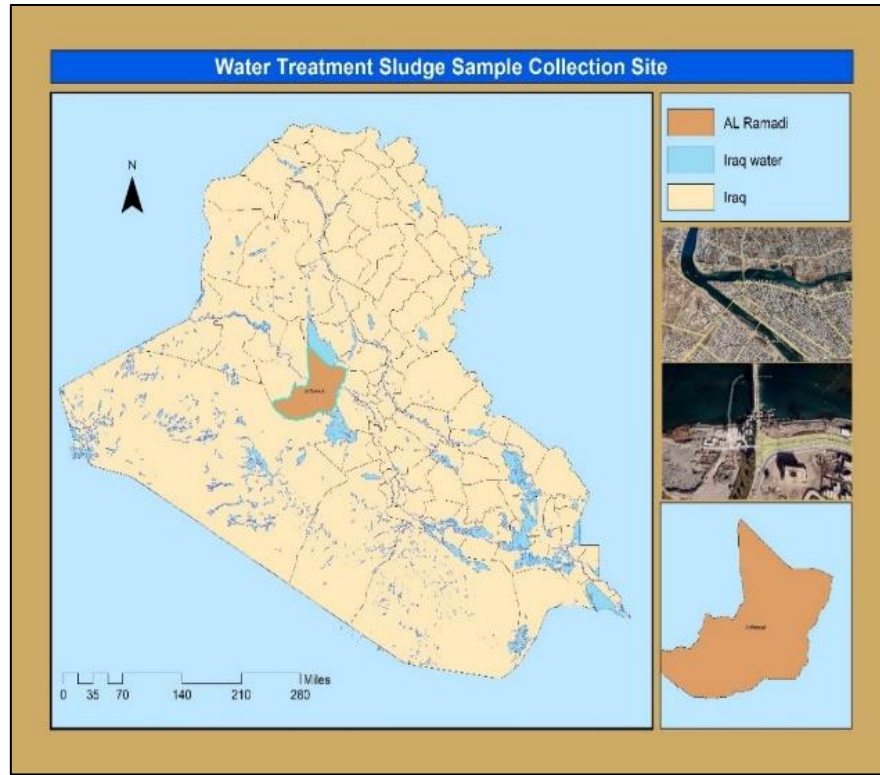 Water Treatment Sludge Sample Collection Site
N
AL Ramadi
Iraq water
Iraq
Miles
0 35 70 140 210 280